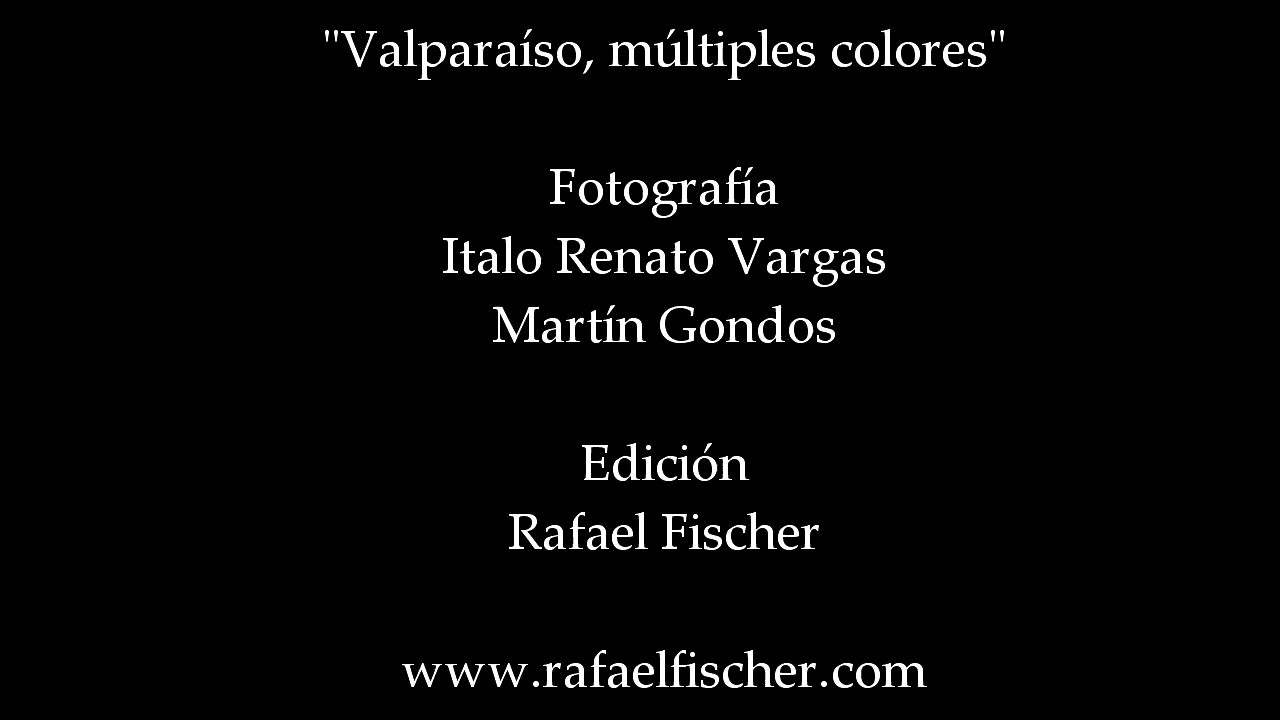 "Valparaíso, múltiples colores"
Fotografía
Italo Renato Vargas
Martín Gondos
Edición
Rafael Fischer
www.rafaelfischer.com